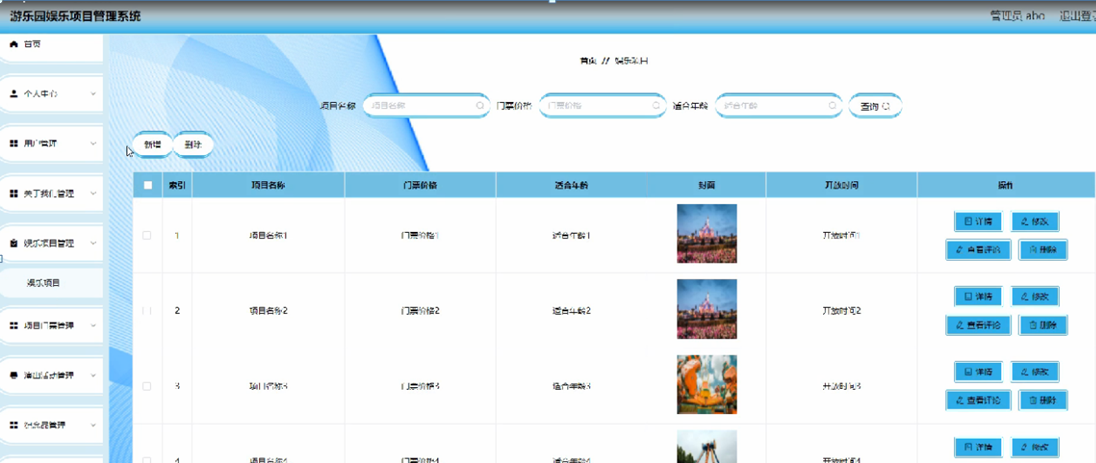 游乐园娱乐项目管理系统
管理员 abo 退出登录
首页
首页 // 娱乐项目
个人中心
项目名称 项目名称 门票价格 门票价格 适合年龄 适合年龄 查询
用户管理
新增 删除
关于我们管理
索引 项目名称 门票价格 适合年龄 封面 开放时间 操作
娱乐项目管理
娱乐项目
项目门票管理
演出活动管理
纪念品管理
1 项目名称1 门票价格1 适合年龄1 开放时间1 详情 修改
查看评论 删除
2 项目名称2 门票价格2 适合年龄2 开放时间2 详情 修改
查看评论 删除
3 项目名称3 门票价格3 适合年龄3 开放时间3 详情 修改
查看评论 删除
4 项目名称4 门票价格4 适合年龄4 开放时间4 详情 修改